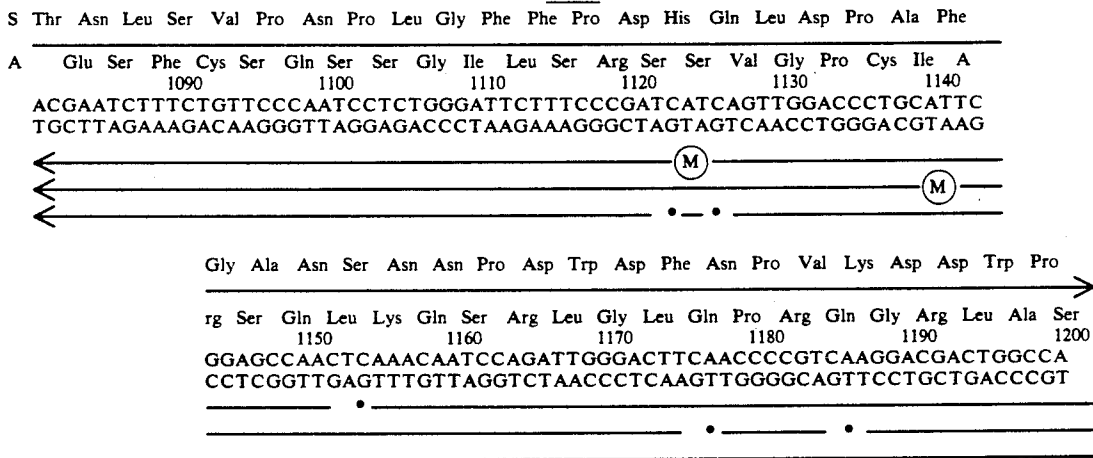 S Thr Asn Leu Ser Val Pro Asn Pro Leu Gly Phe Phe Pro Asp His Gln Leu Asp Pro Ala Phe
A Glu Ser Phe Cys Ser Gln Ser Ser Gly Ile Leu Ser Arg Ser Ser Val Gly Pro Cys Ile A
1090 1100 1110 1120 1130 1140
ACGAATCTTTCTGTTCCCAATCCTCTGGGATTCTTTCCCGATCATCAGTTGGACCCTGCATTC
TGCTTAGAAAGACAAGGGTTAGGAGACCCTAAGAAAGGGCTAGTAGTCAACCTGGGACGTAAG
M
M
Gly Ala Asn Ser Asn Asn Pro Asp Trp Asp Phe Asn Pro Val Lys Asp Asp Trp Pro
rg Ser Gln Leu Lys Gln Ser Arg Leu Gly Leu Gln Pro Arg Gln Gly Arg Leu Ala Ser
1150 1160 1170 1180 1190 1200
GGAGCCAACTCAAACAATCCAGATTGGGACTTCAACCCCGTCAAGGACGACTGGCCA
CCTCGGTTGAGTTTGTTAGGTCTAACCCTCAAGTTGGGGCAGTTCCTGCTGACCCGT